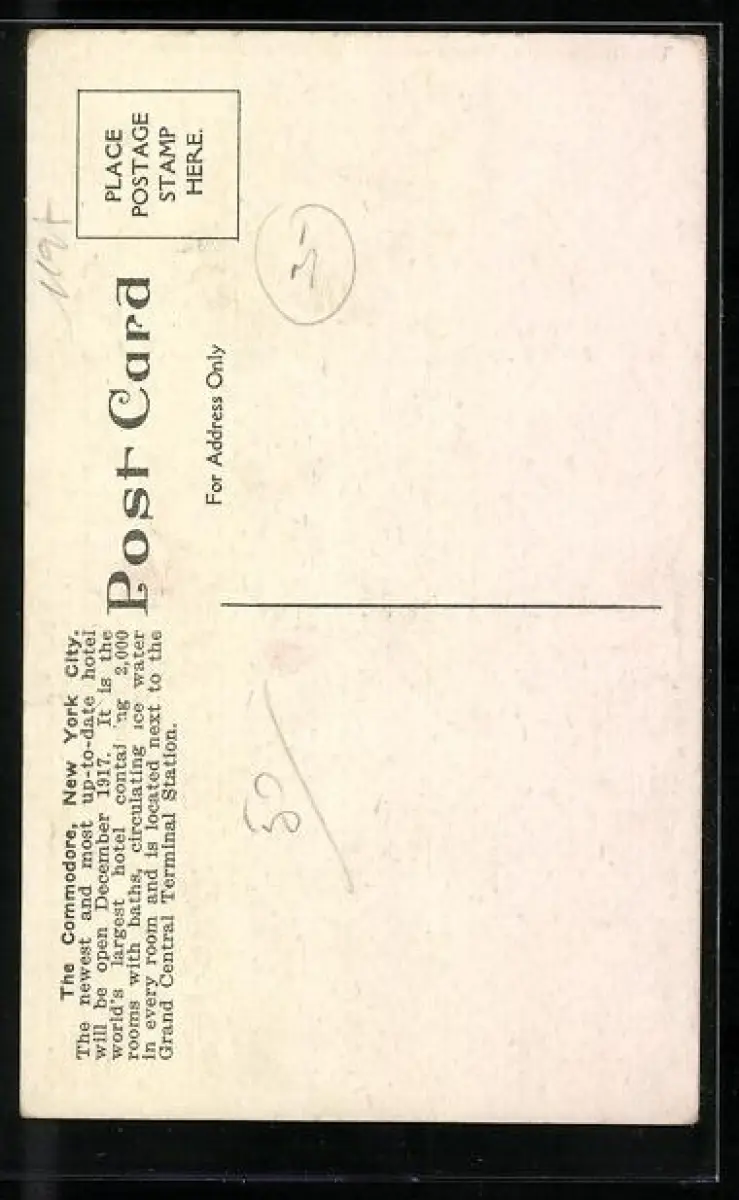 The Commodore, New York City.
The newest and most up-to-date hotel
will be open December 1917. It is the
world's largest hotel contai 'ng 2,000
rooms with baths, circulating ice water
in every room and is located next to the
Grand Central Terminal Station.
Post Card
PLACE
POSTAGE
STAMP
HERE.
For Address Only
50/